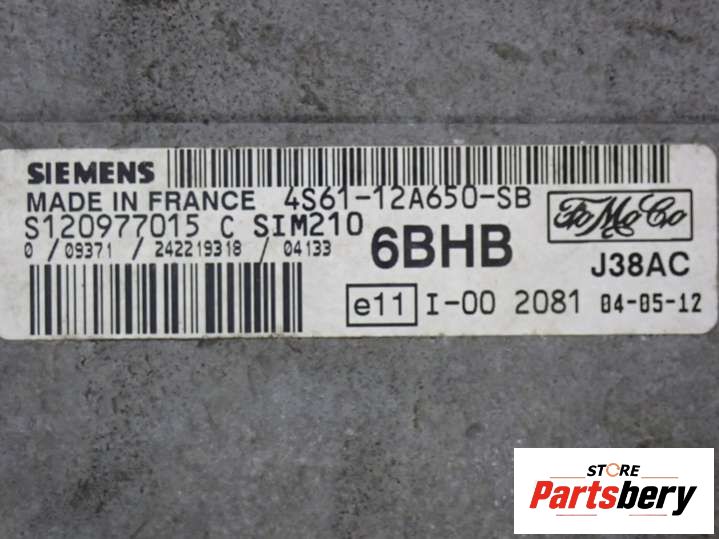 SIEMENS
MADE IN FRANCE 4S61-12A650-SB
S120977015 C SIM210
0 / 09371 / 242219318 / 04133
6BHB
FoMoCo
J38AC
e11 I-00 2081 04-05-12
STORE
Partsbery